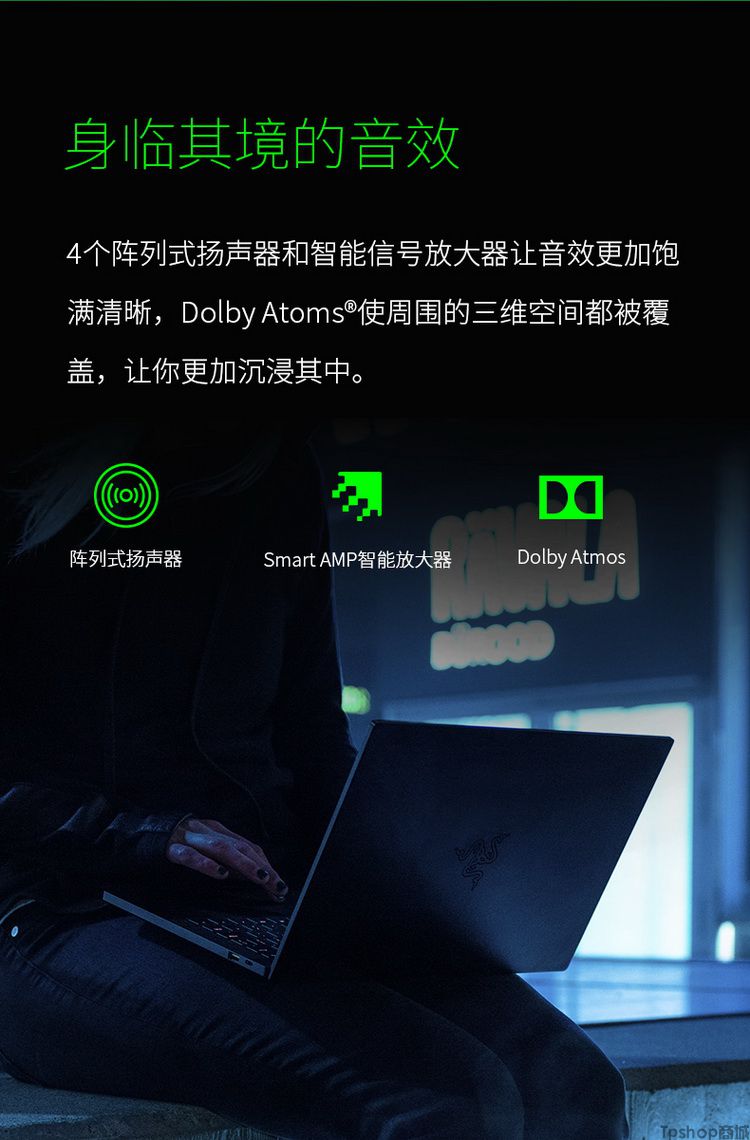 身临其境的音效
4个阵列式扬声器和智能信号放大器让音效更加饱
满清晰，Dolby Atoms®使周围的三维空间都被覆
盖，让你更加沉浸其中。
阵列式扬声器
Smart AMP智能放大器
Dolby Atmos
Tpshop商城